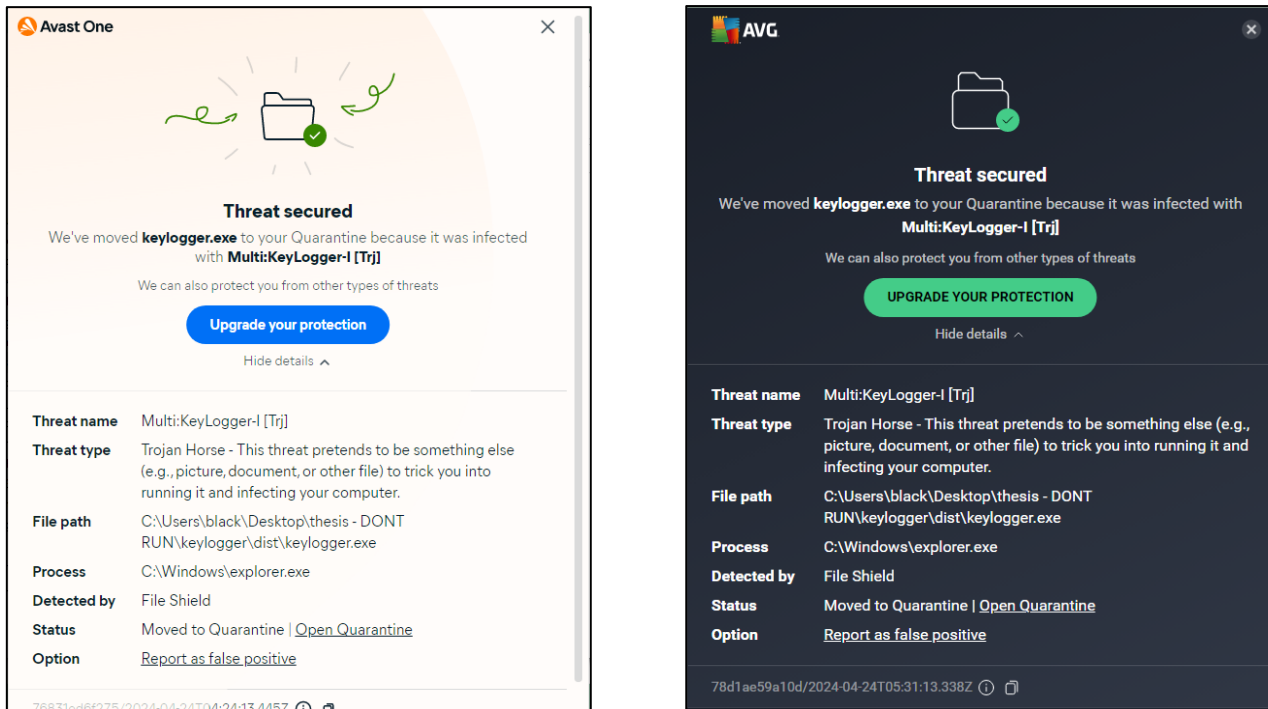 Avast One
Threat secured
We've moved keylogger.exe to your Quarantine because it was infected
with Multi:KeyLogger-I [Trj]
We can also protect you from other types of threats
Upgrade your protection
Hide details
Threat name Multi:KeyLogger-I [Trj]
Threat type Trojan Horse - This threat pretends to be something else
(e.g., picture, document, or other file) to trick you into
running it and infecting your computer.
File path C:\Users\black\Desktop\thesis - DONT
RUN\keylogger\dist\keylogger.exe
Process C:\Windows\explorer.exe
Detected by File Shield
Status Moved to Quarantine | Open Quarantine
Option Report as false positive
76831ed6f275/2024-04-24T04:24:13.445Z
AVG
Threat secured
We've moved keylogger.exe to your Quarantine because it was infected with
Multi:KeyLogger-I [Trj]
We can also protect you from other types of threats
UPGRADE YOUR PROTECTION
Hide details
Threat name Multi:KeyLogger-I [Trj]
Threat type Trojan Horse - This threat pretends to be something else (e.g.,
picture, document, or other file) to trick you into running it and
infecting your computer.
File path C:\Users\black\Desktop\thesis - DONT
RUN\keylogger\dist\keylogger.exe
Process C:\Windows\explorer.exe
Detected by File Shield
Status Moved to Quarantine | Open Quarantine
Option Report as false positive
78d1ae59a10d/2024-04-24T05:31:13.338Z